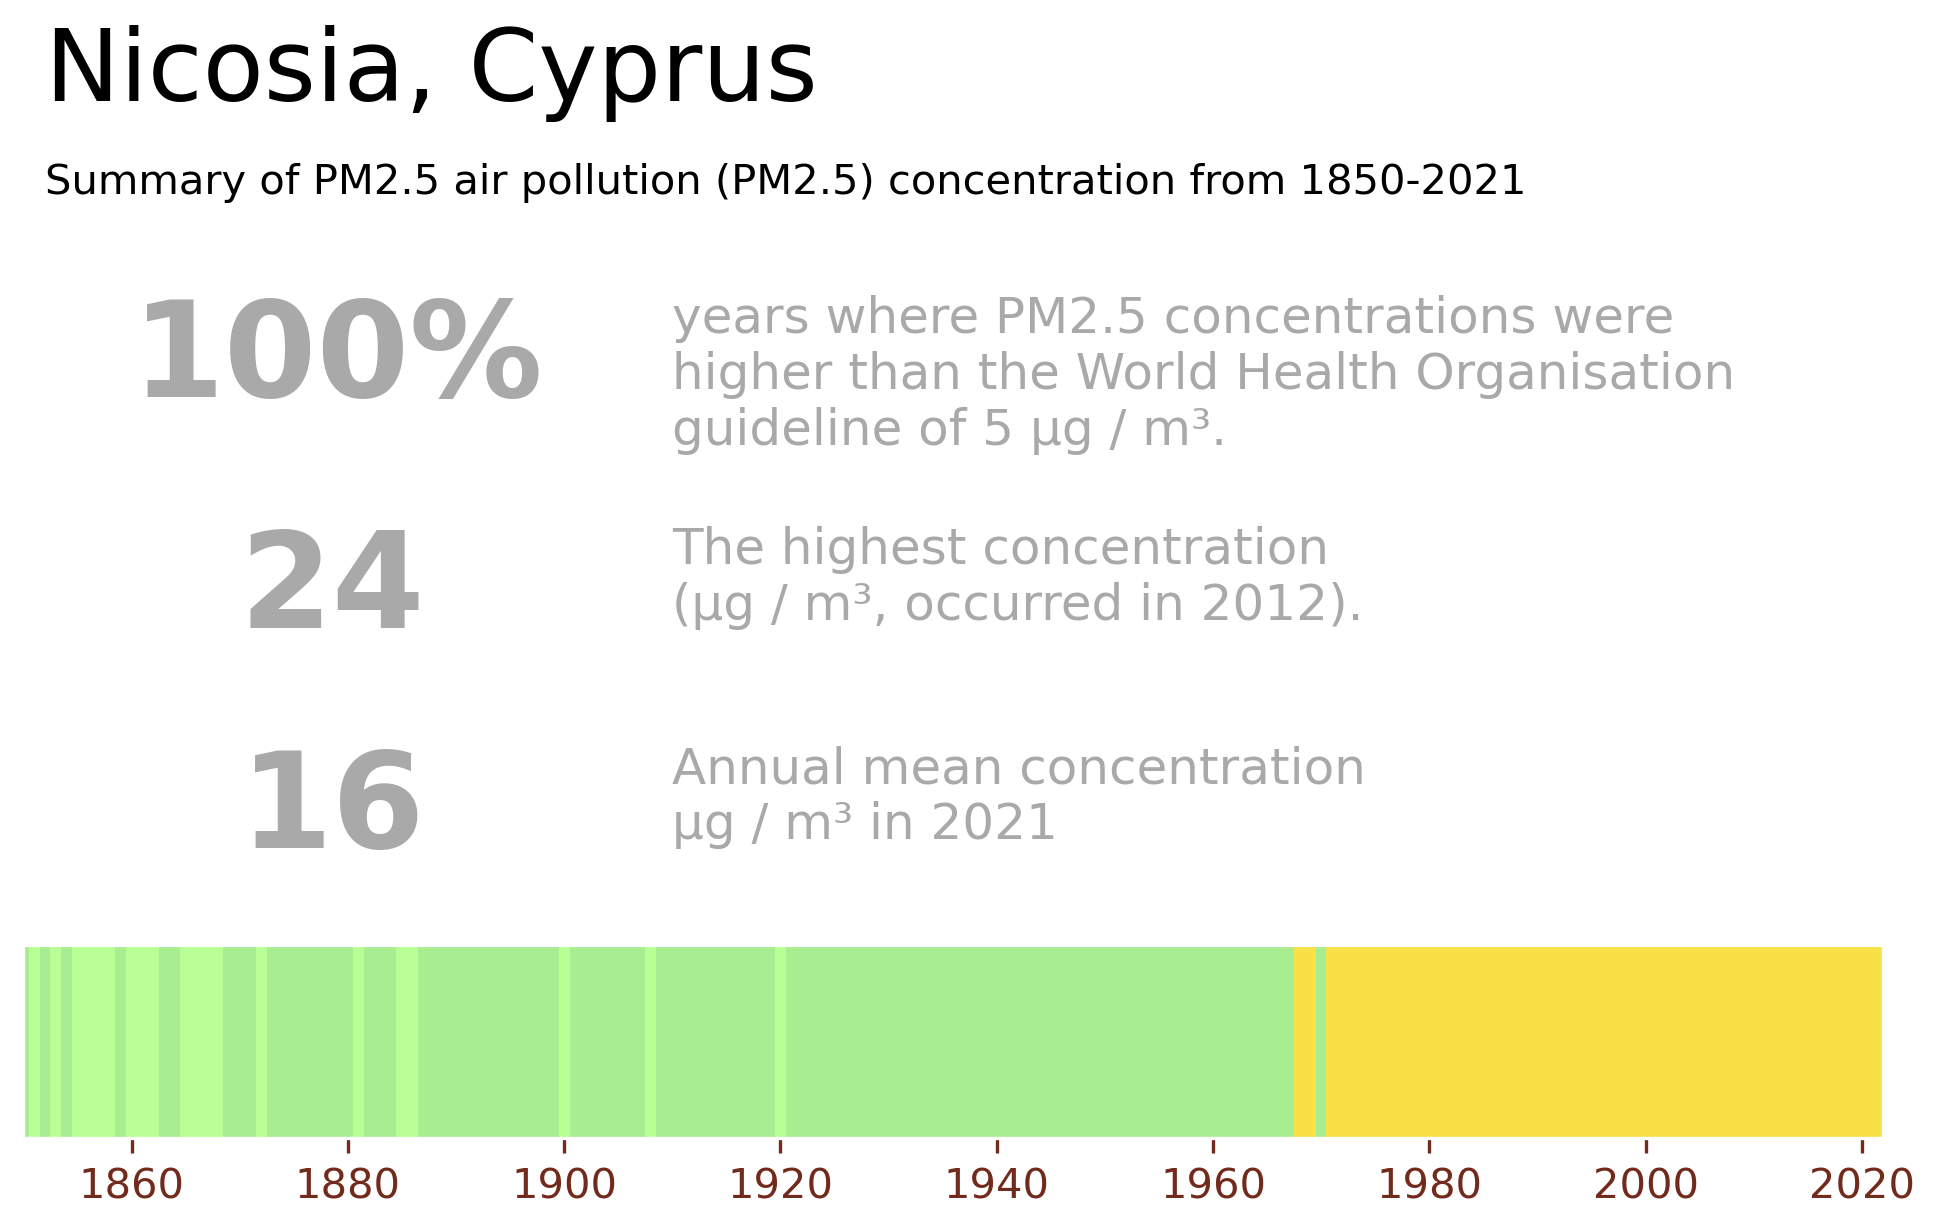 Nicosia, Cyprus
Summary of PM2.5 air pollution (PM2.5) concentration from 1850-2021
100%
years where PM2.5 concentrations were
higher than the World Health Organisation
guideline of 5 µg / m³.
24
The highest concentration
(µg / m³, occurred in 2012).
16
Annual mean concentration
µg / m³ in 2021
1860 1880 1900 1920 1940 1960 1980 2000 2020